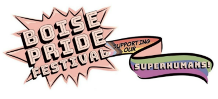 BOISE
PRIDE
FESTIVAL
SUPPORTING
OUR
SUPERHUMANS!